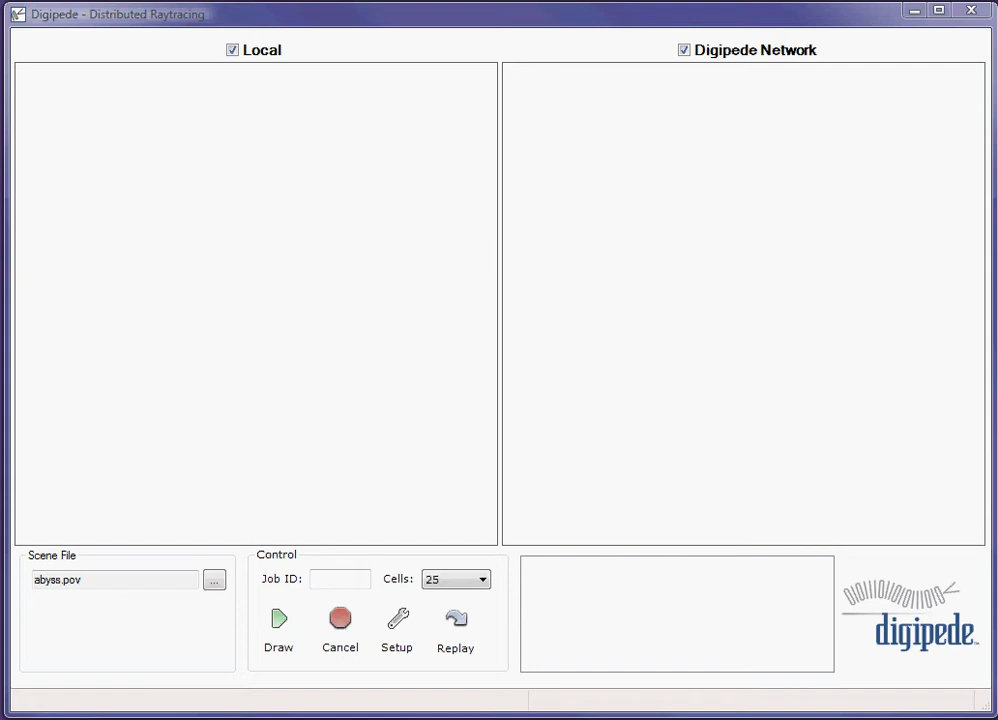 Digipede - Distributed Raytracing
Local
Digipede Network
Scene File
abyss.pov
...
Control
Job ID:
Cells:
25
Draw
Cancel
Setup
Replay
digipede™